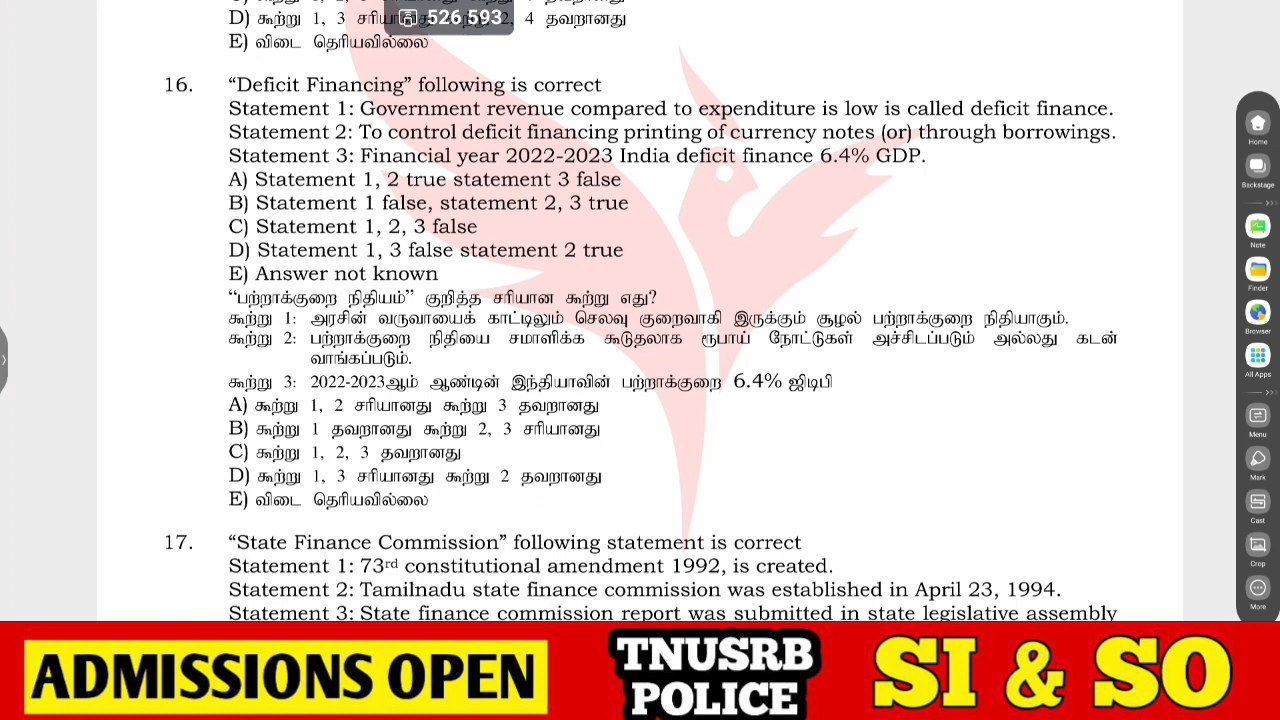 D) கூற்று 1, 3 2, 4 தவறானது
526 593
E) விடை தெரியவில்லை
16. “Deficit Financing” following is correct
Statement 1: Government revenue compared to expenditure is low is called deficit finance.
Statement 2: To control deficit financing printing of currency notes (or) through borrowings.
Statement 3: Financial year 2022-2023 India deficit finance 6.4% GDP.
A) Statement 1, 2 true statement 3 false
B) Statement 1 false, statement 2, 3 true
C) Statement 1, 2, 3 false
D) Statement 1, 3 false statement 2 true
E) Answer not known
“பற்றாக்குறை நிதியம்” குறித்த சரியான கூற்று எது?
கூற்று 1: அரசின் வருவாயைக் காட்டிலும் செலவு குறைவாகி இருக்கும் சூழல் பற்றாக்குறை நிதியாகும்.
கூற்று 2: பற்றாக்குறை நிதியை சமாளிக்க கூடுதலாக ரூபாய் நோட்டுகள் அச்சிடப்படும் அல்லது கடன்
வாங்கப்படும்.
கூற்று 3: 2022-2023ஆம் ஆண்டின் இந்தியாவின் பற்றாக்குறை 6.4% ஜிடிபி
A) கூற்று 1, 2 சரியானது கூற்று 3 தவறானது
B) கூற்று 1 தவறானது கூற்று 2, 3 சரியானது
C) கூற்று 1, 2, 3 தவறானது
D) கூற்று 1, 3 சரியானது கூற்று 2 தவறானது
E) விடை தெரியவில்லை
17. “State Finance Commission” following statement is correct
Statement 1: 73rd constitutional amendment 1992, is created.
Statement 2: Tamilnadu state finance commission was established in April 23, 1994.
Statement 3: State finance commission report was submitted in state legislative assembly
Home
Backstage
Note
Finder
Browser
All Apps
Menu
Mark
Cast
Crop
More
ADMISSIONS OPEN
TNUSRB
POLICE
SI & SO